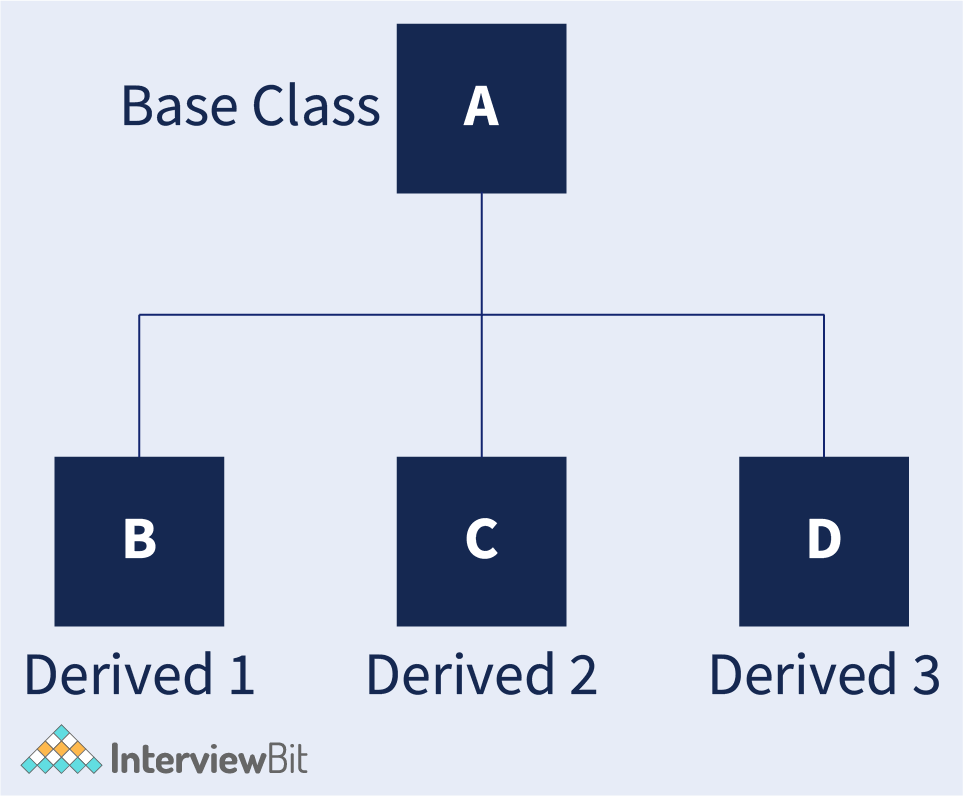 Base Class
A
B
C
D
Derived 1
Derived 2
Derived 3
InterviewBit